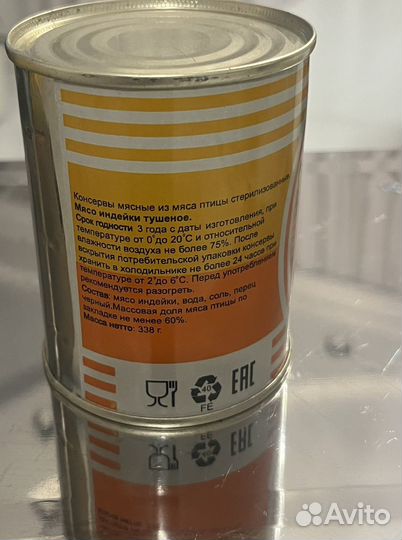 Консервы мясные из мяса птицы стерилизованные.
Мясо индейки тушеное.
Срок годности 3 года с даты изготовления, при
температуре от 0°до 20°С и относительной
влажности воздуха не более 75%. После
вскрытия потребительской упаковки консервы
хранить в холодильнике не более 24 часа при
температуре от 2°до 6°С. Перед употреблением
рекомендуется разогреть.
Состав: мясо индейки, вода, соль, перец
черный.Массовая доля мяса птицы по
закладке не менее 60%.
Масса нетто: 338 г.
40
FE
EAC
Avito